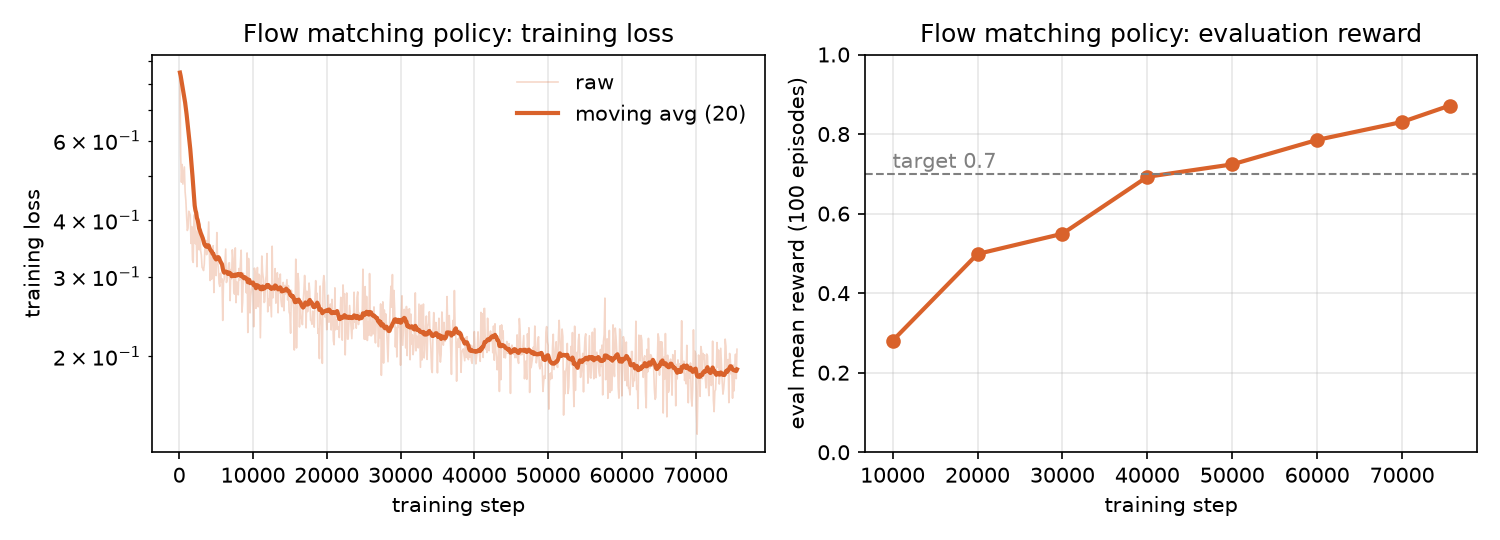 Flow matching policy: training loss
raw
moving avg (20)
6 × 10⁻¹
4 × 10⁻¹
3 × 10⁻¹
2 × 10⁻¹
training loss
0 10000 20000 30000 40000 50000 60000 70000
training step
Flow matching policy: evaluation reward
1.0
0.8
0.6
0.4
0.2
0.0
eval mean reward (100 episodes)
target 0.7
10000 20000 30000 40000 50000 60000 70000
training step